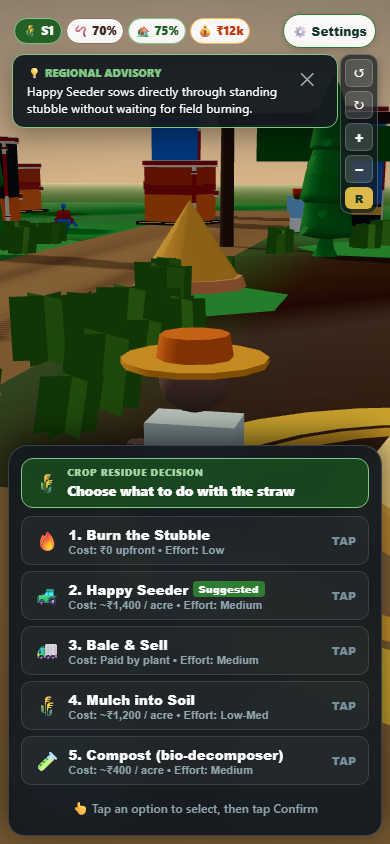 S1
70%
75%
₹12k
Settings
REGIONAL ADVISORY
Happy Seeder sows directly through standing
stubble without waiting for field burning.
↺
↻
+
−
R
CROP RESIDUE DECISION
Choose what to do with the straw
1. Burn the Stubble
Cost: ₹0 upfront • Effort: Low
TAP
2. Happy Seeder Suggested
Cost: ~₹1,400 / acre • Effort: Medium
TAP
3. Bale & Sell
Cost: Paid by plant • Effort: Medium
TAP
4. Mulch into Soil
Cost: ~₹1,200 / acre • Effort: Low-Med
TAP
5. Compost (bio-decomposer)
Cost: ~₹400 / acre • Effort: Medium
TAP
Tap an option to select, then tap Confirm